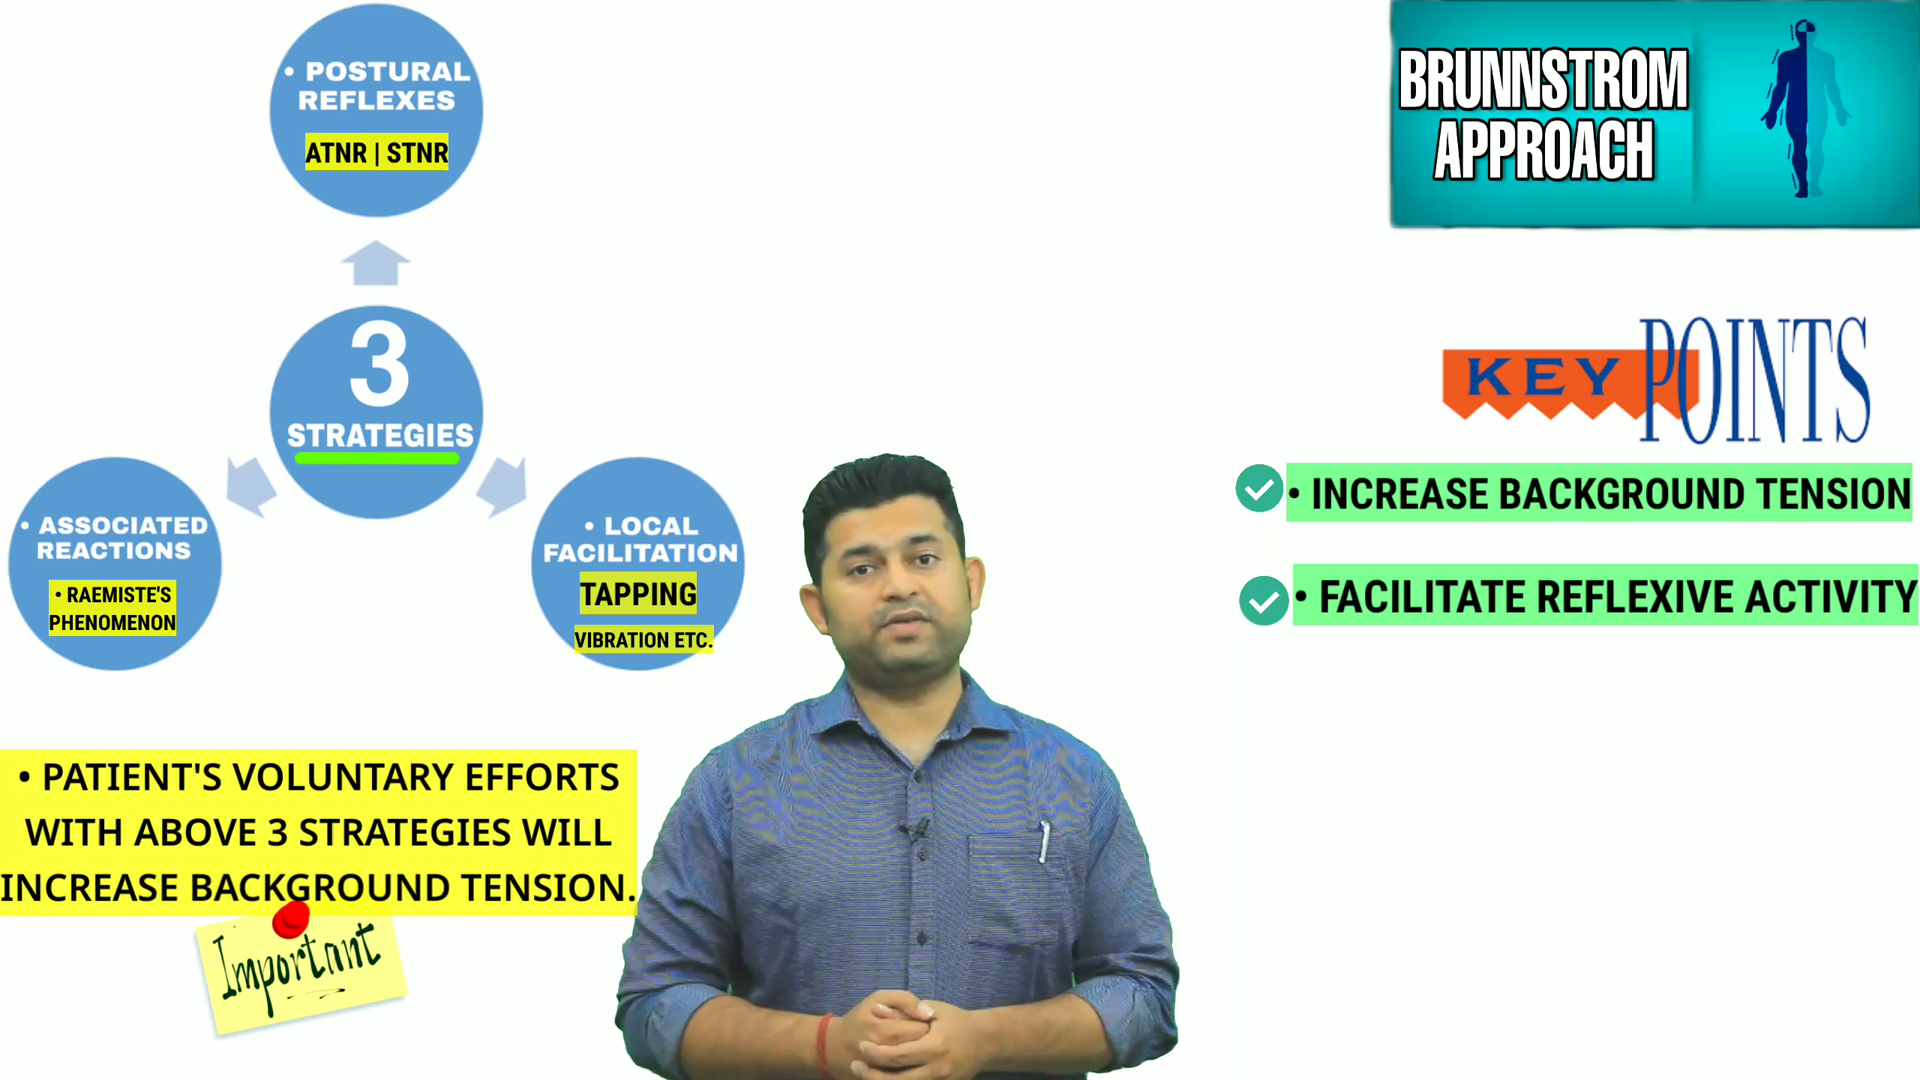 • POSTURAL
REFLEXES
ATNR | STNR
3
STRATEGIES
• ASSOCIATED
REACTIONS
• RAEMISTE'S
PHENOMENON
• LOCAL
FACILITATION
TAPPING
VIBRATION ETC.
• PATIENT'S VOLUNTARY EFFORTS
WITH ABOVE 3 STRATEGIES WILL
INCREASE BACKGROUND TENSION.
Important
BRUNNSTROM
APPROACH
KEY POINTS
• INCREASE BACKGROUND TENSION
• FACILITATE REFLEXIVE ACTIVITY